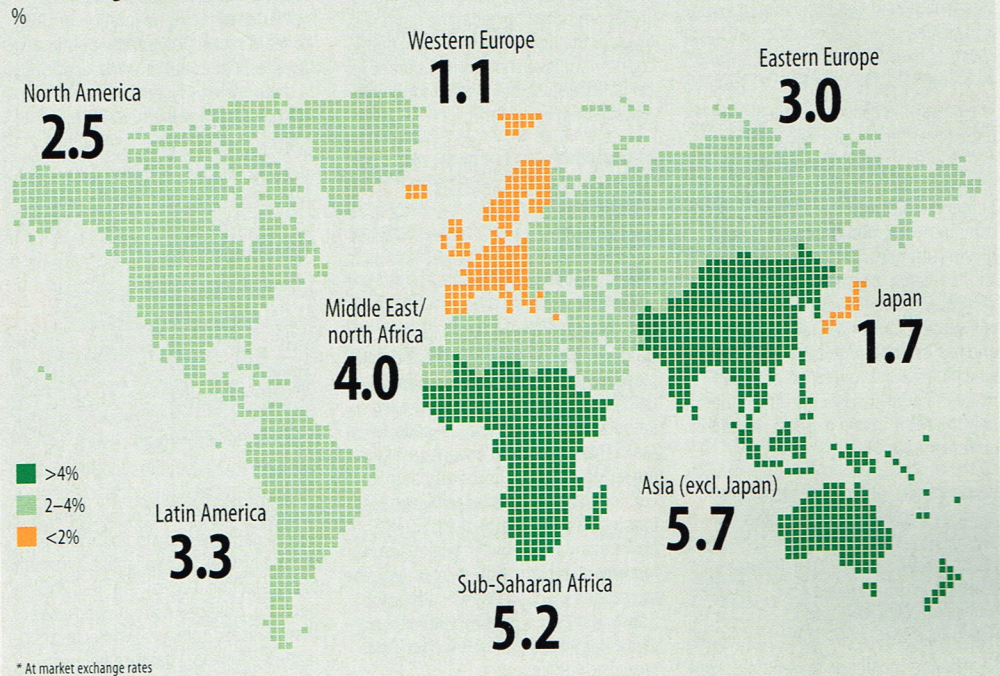 %
Western Europe
1.1
Eastern Europe
3.0
North America
2.5
Middle East/
north Africa
4.0
Japan
1.7
>4%
2–4%
<2%
Latin America
3.3
Asia (excl. Japan)
5.7
Sub-Saharan Africa
5.2
* At market exchange rates